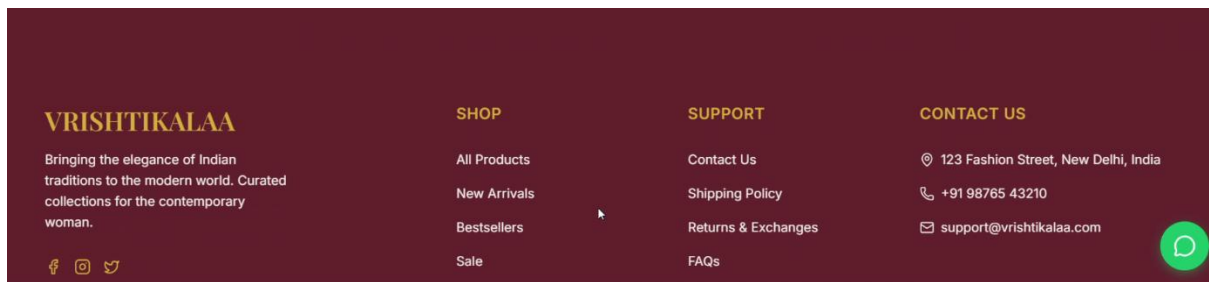 VRISHTIKALAA
Bringing the elegance of Indian
traditions to the modern world. Curated
collections for the contemporary
woman.
SHOP
All Products
New Arrivals
Bestsellers
Sale
SUPPORT
Contact Us
Shipping Policy
Returns & Exchanges
FAQs
CONTACT US
123 Fashion Street, New Delhi, India
+91 98765 43210
support@vrishtikalaa.com